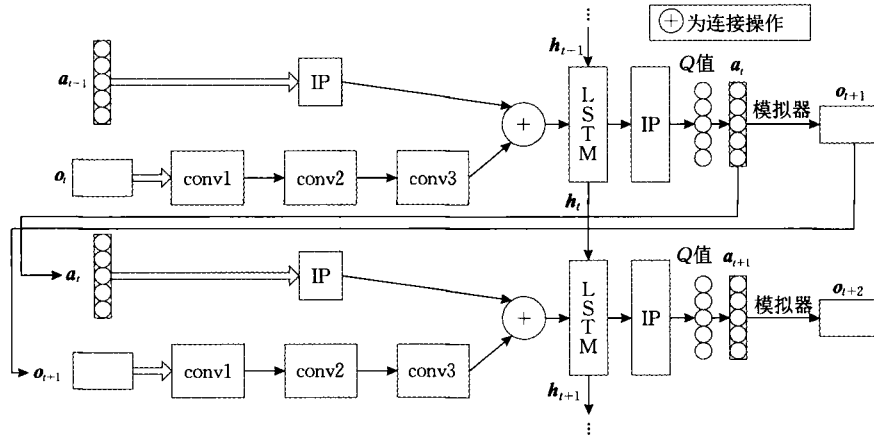 ⋮
+ 为连接操作
h_{t−1}
Q值 a_t
a_{t−1} IP LSTM IP 模拟器 o_{t+1}
+
o_t conv1 conv2 conv3
h_t
Q值 a_{t+1}
a_t IP LSTM IP 模拟器 o_{t+2}
+
o_{t+1} conv1 conv2 conv3
h_{t+1}
⋮